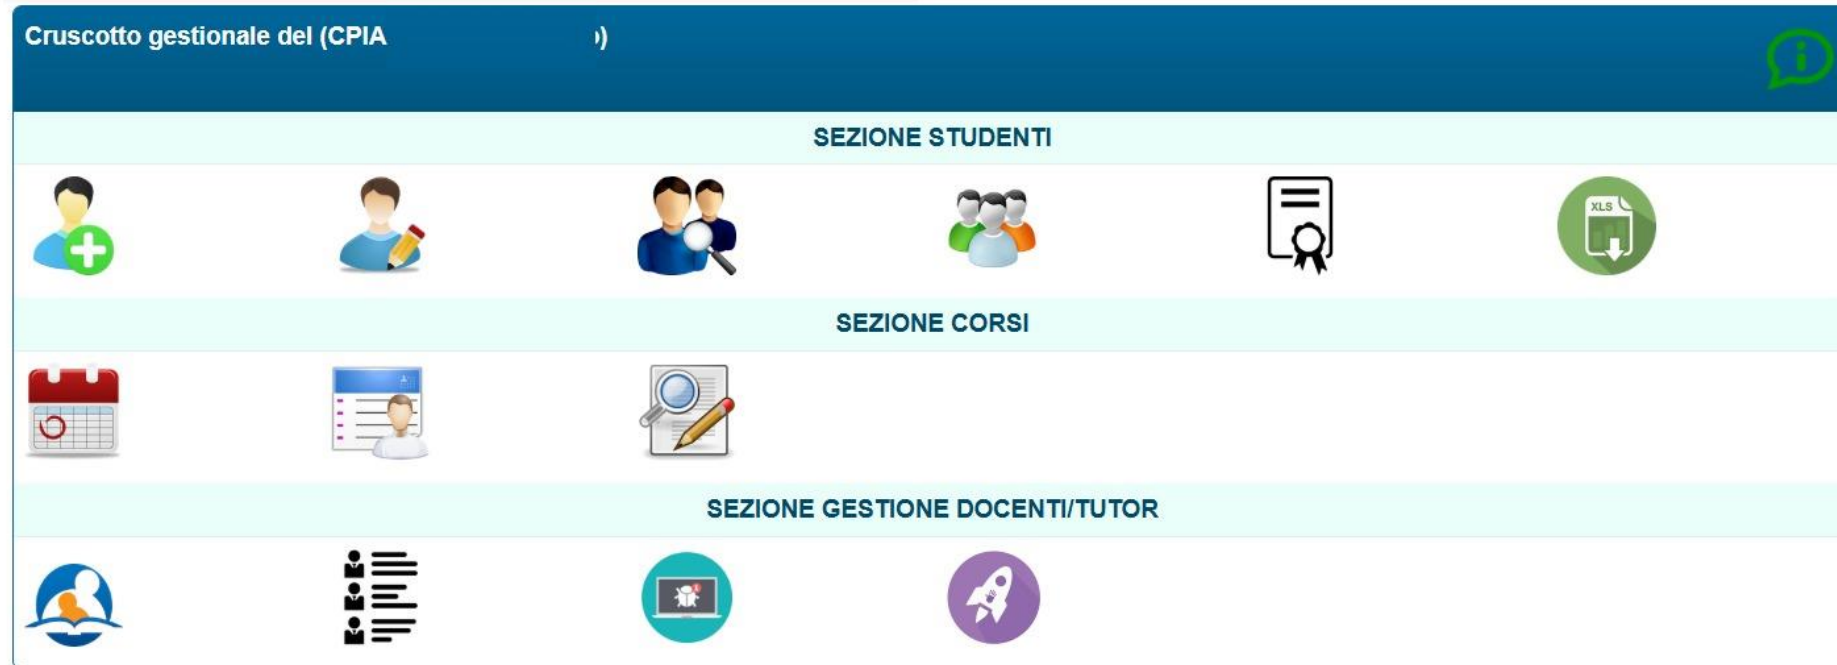 Cruscotto gestionale del (CPIA )
SEZIONE STUDENTI
XLS
SEZIONE CORSI
SEZIONE GESTIONE DOCENTI/TUTOR